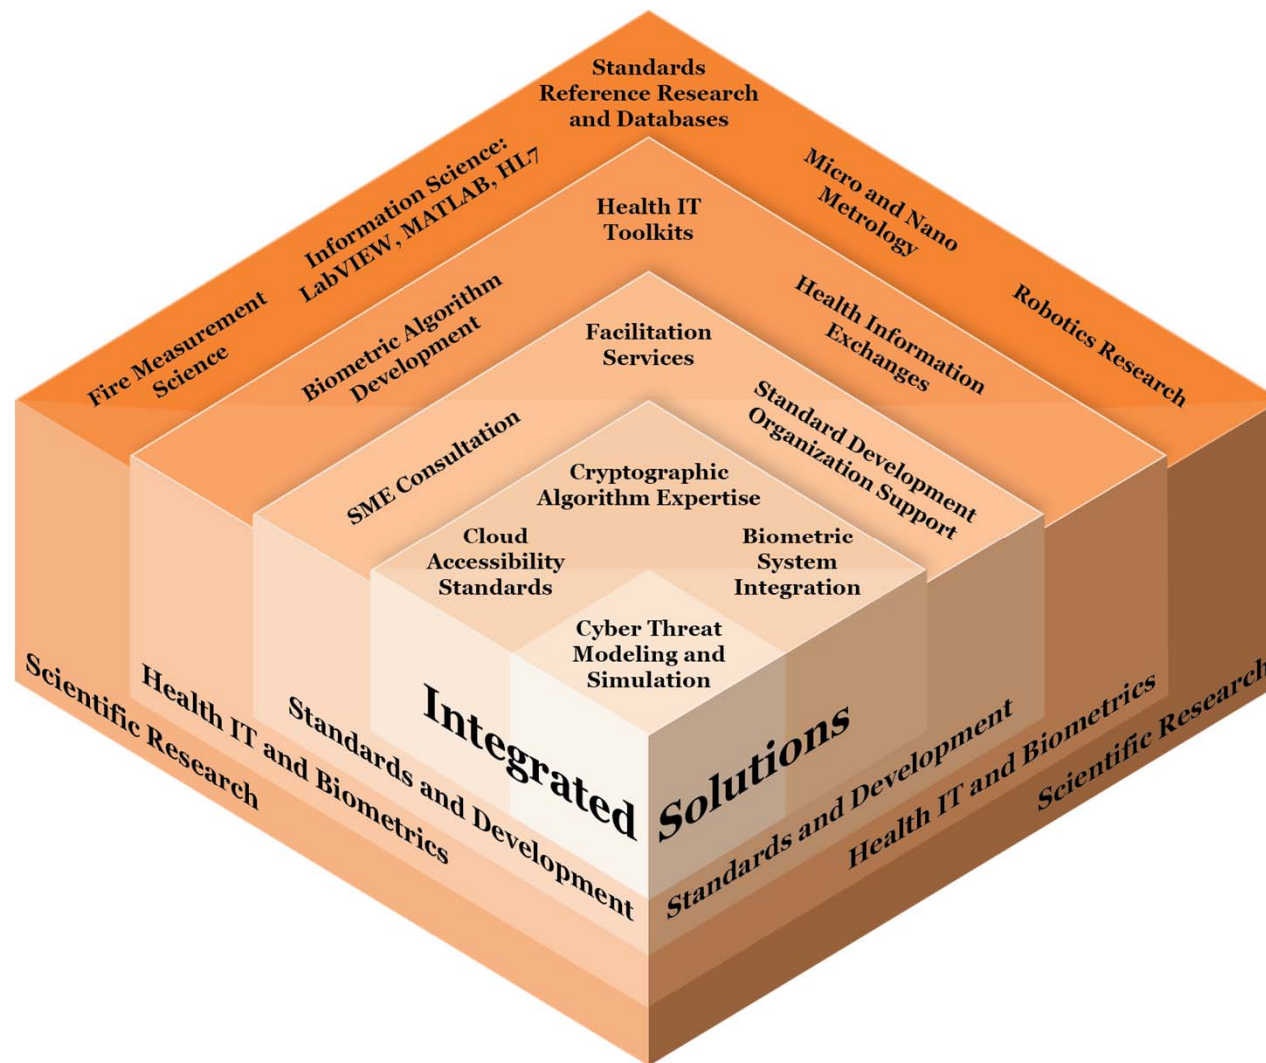 Standards
Reference Research
and Databases
Information Science:
LabVIEW, MATLAB, HL7
Micro and Nano
Metrology
Fire Measurement
Science
Robotics Research
Health IT
Toolkits
Biometric Algorithm
Development
Health Information
Exchanges
Facilitation
Services
SME Consultation
Standard Development
Organization Support
Cryptographic
Algorithm Expertise
Cloud
Accessibility
Standards
Biometric
System
Integration
Cyber Threat
Modeling and
Simulation
Integrated
Solutions
Standards and Development
Standards and Development
Health IT and Biometrics
Health IT and Biometrics
Scientific Research
Scientific Research